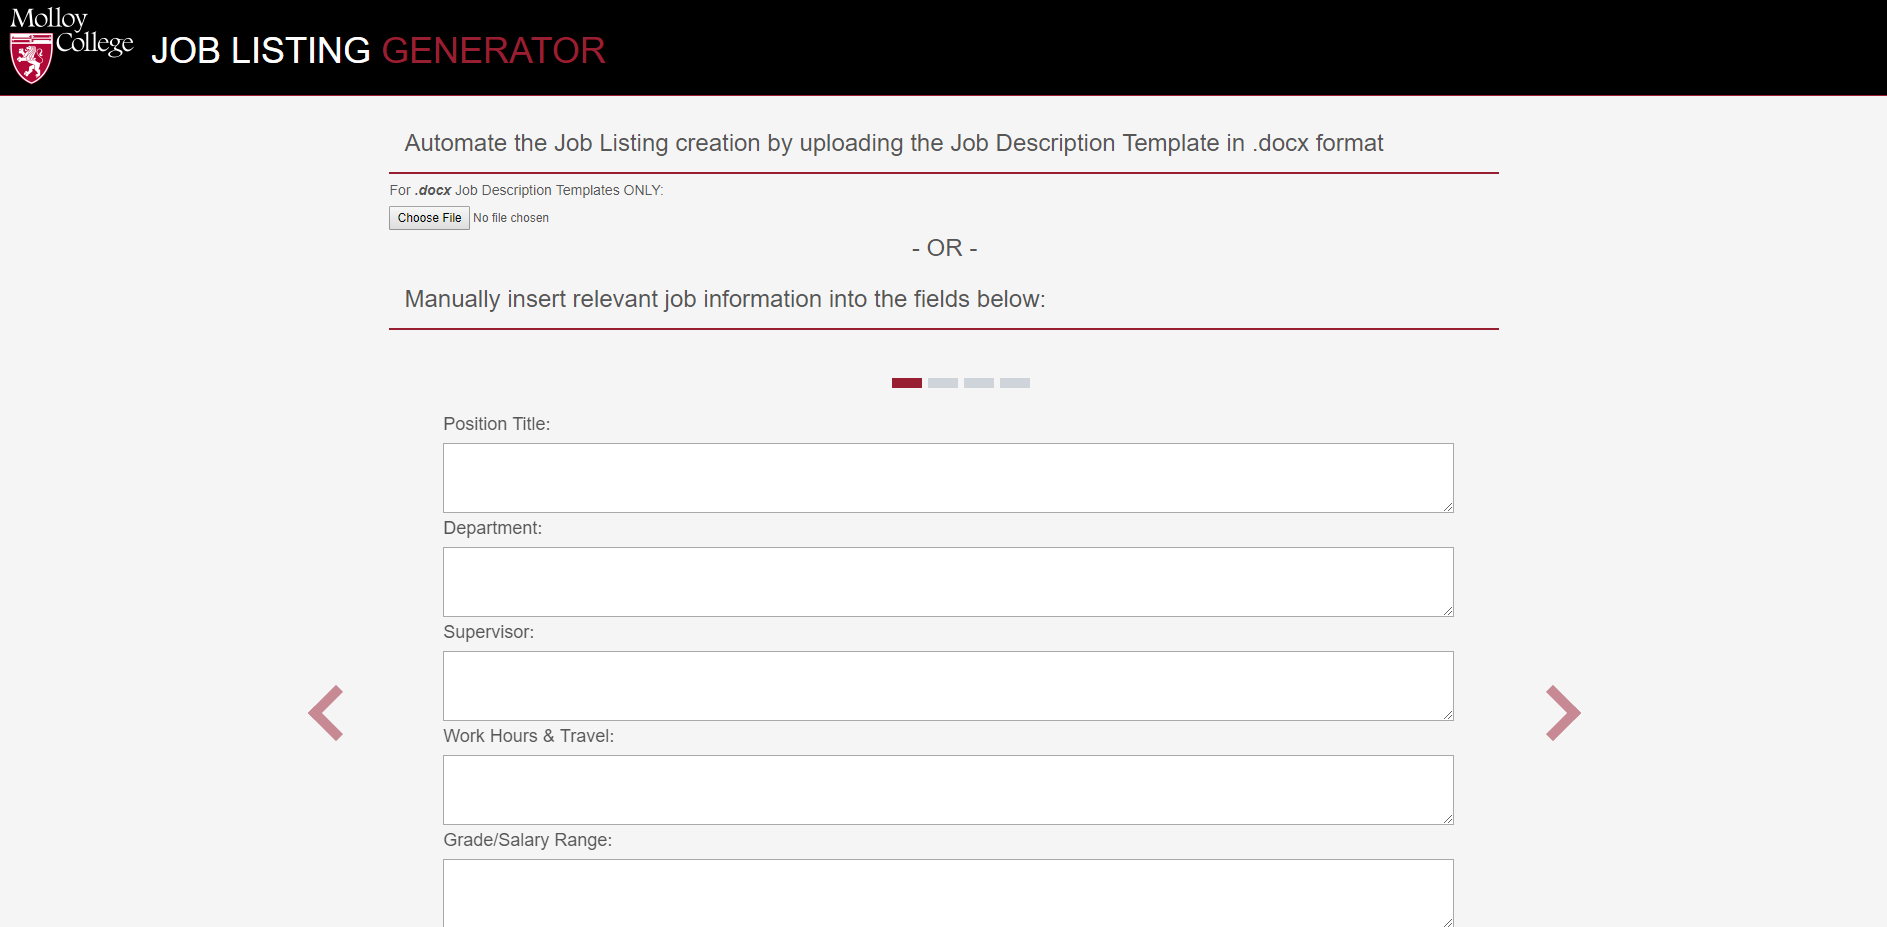 Molloy
College
JOB LISTING GENERATOR
Automate the Job Listing creation by uploading the Job Description Template in .docx format
For .docx Job Description Templates ONLY:
Choose File No file chosen
- OR -
Manually insert relevant job information into the fields below:
Position Title:
Department:
Supervisor:
Work Hours & Travel:
Grade/Salary Range: